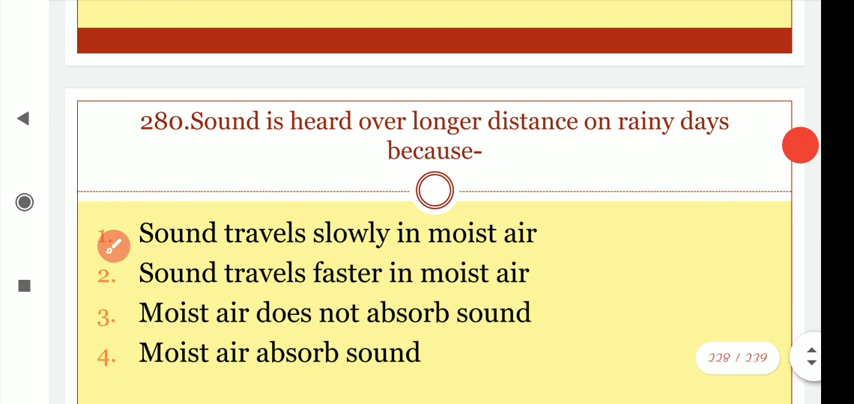 280.Sound is heard over longer distance on rainy days
because-
1. Sound travels slowly in moist air
2. Sound travels faster in moist air
3. Moist air does not absorb sound
4. Moist air absorb sound
228 / 239